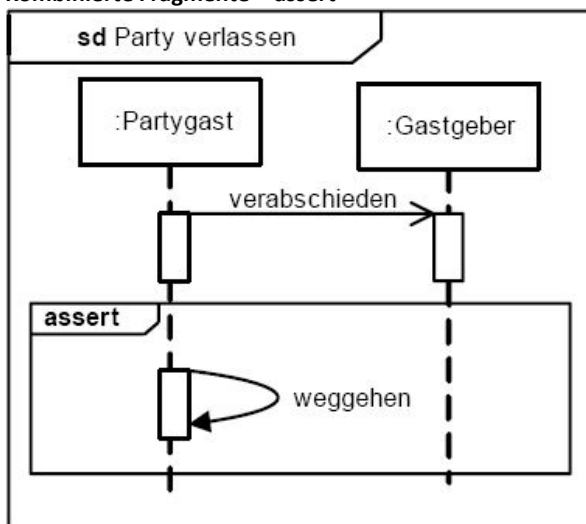 Kombinierte Fragmente – assert
sd Party verlassen
:Partygast
:Gastgeber
verabschieden
assert
weggehen